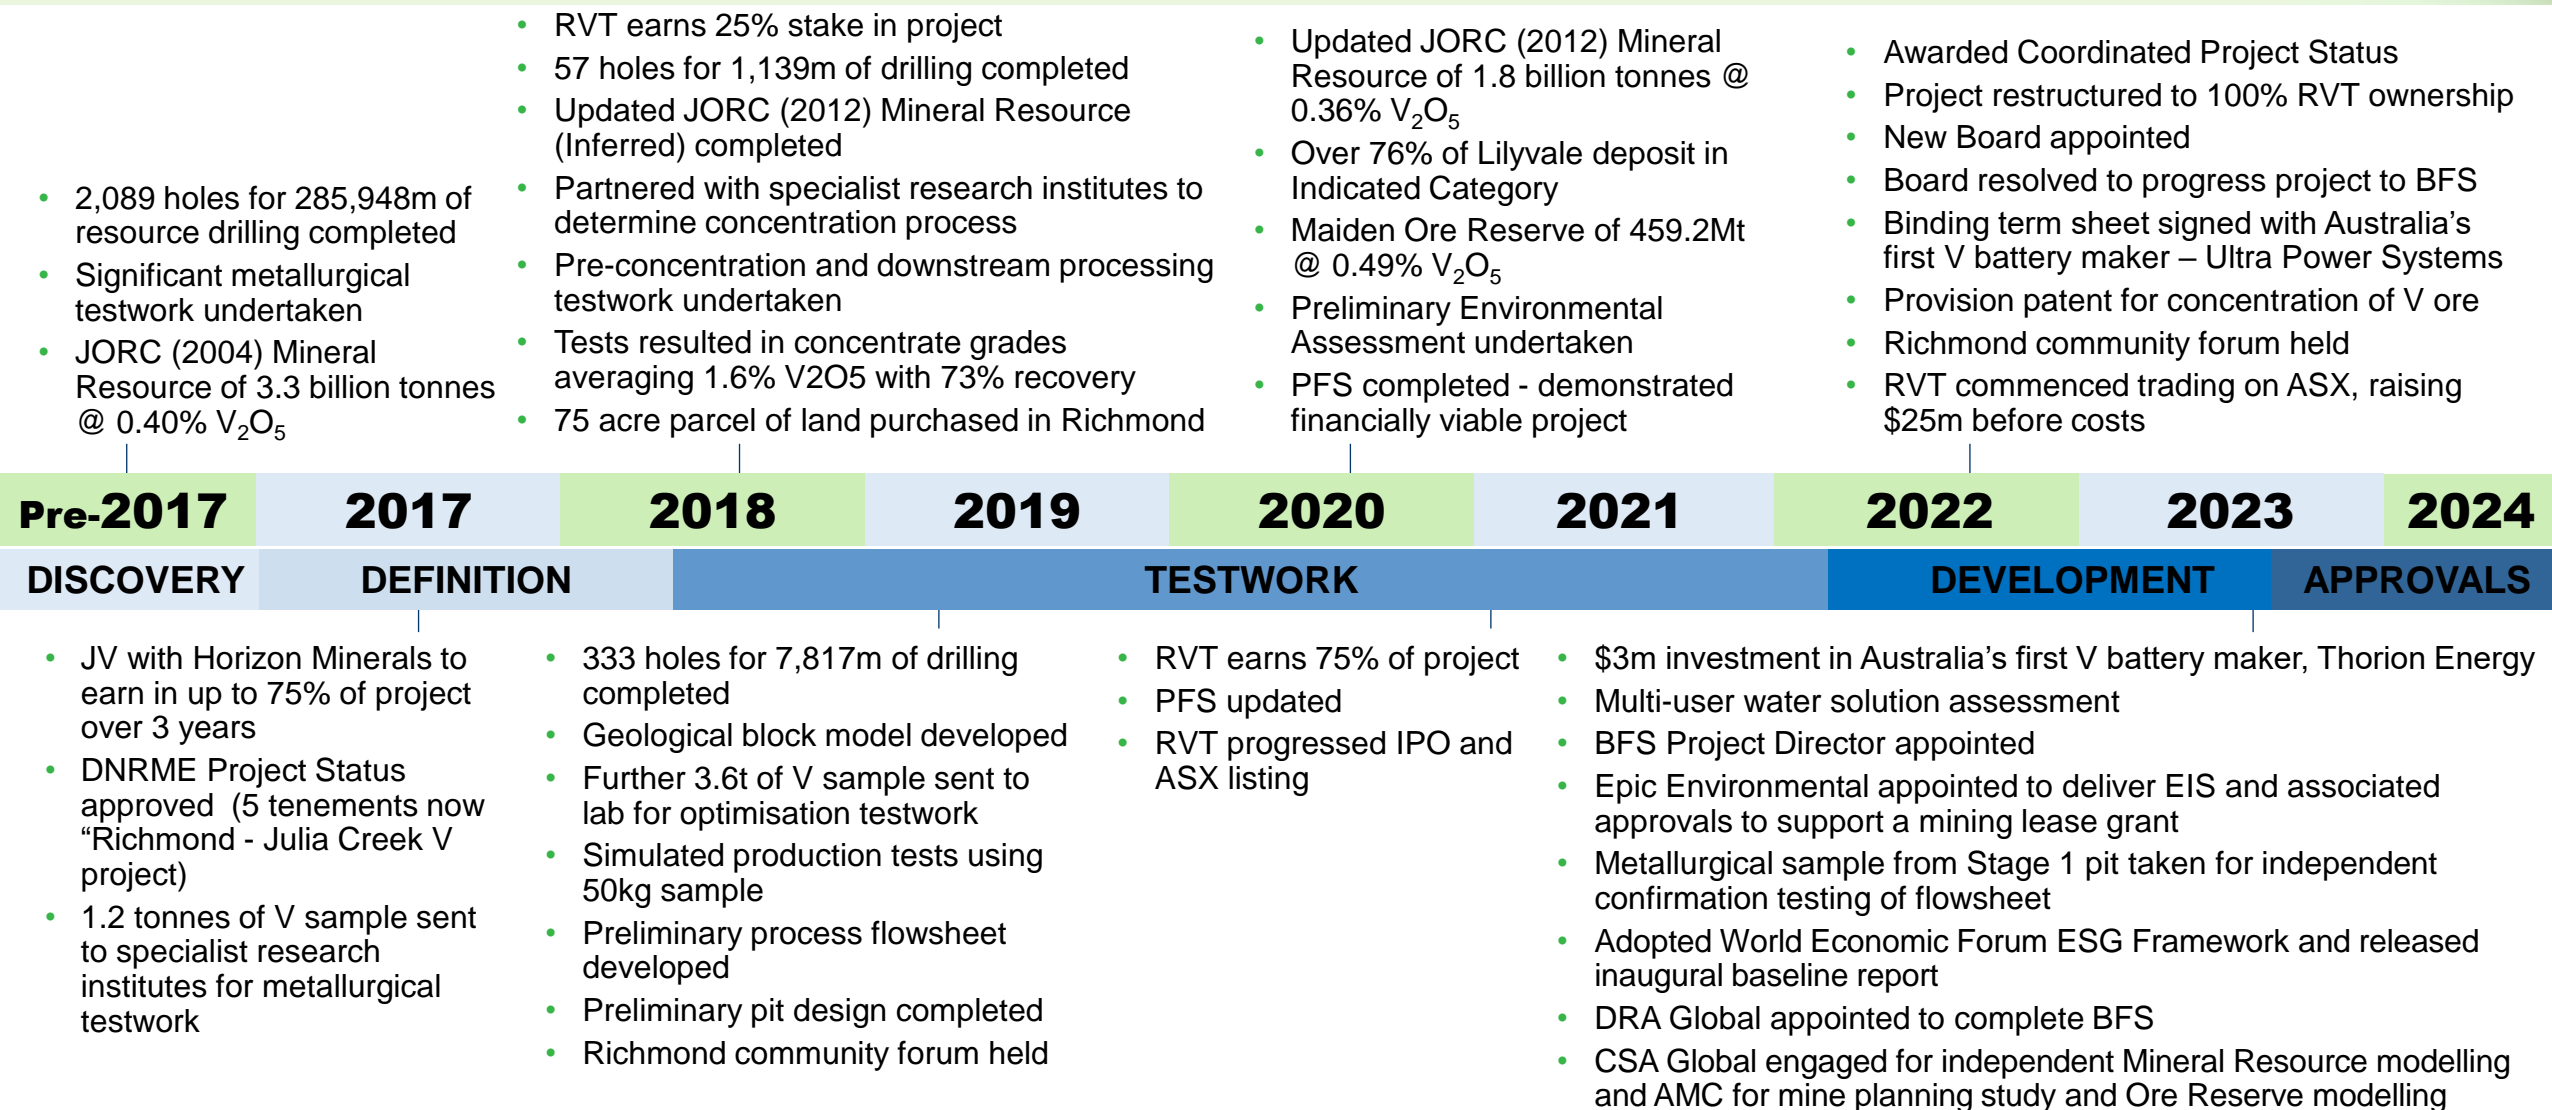 • 2,089 holes for 285,948m of
resource drilling completed
• Significant metallurgical
testwork undertaken
• JORC (2004) Mineral
Resource of 3.3 billion tonnes
@ 0.40% V₂O₅
• RVT earns 25% stake in project
• 57 holes for 1,139m of drilling completed
• Updated JORC (2012) Mineral Resource
(Inferred) completed
• Partnered with specialist research institutes to
determine concentration process
• Pre-concentration and downstream processing
testwork undertaken
• Tests resulted in concentrate grades
averaging 1.6% V2O5 with 73% recovery
• 75 acre parcel of land purchased in Richmond
• Updated JORC (2012) Mineral
Resource of 1.8 billion tonnes @
0.36% V₂O₅
• Over 76% of Lilyvale deposit in
Indicated Category
• Maiden Ore Reserve of 459.2Mt
@ 0.49% V₂O₅
• Preliminary Environmental
Assessment undertaken
• PFS completed - demonstrated
financially viable project
• Awarded Coordinated Project Status
• Project restructured to 100% RVT ownership
• New Board appointed
• Board resolved to progress project to BFS
• Binding term sheet signed with Australia’s
first V battery maker – Ultra Power Systems
• Provision patent for concentration of V ore
• Richmond community forum held
• RVT commenced trading on ASX, raising
$25m before costs
Pre-2017 2017 2018 2019 2020 2021 2022 2023 2024
DISCOVERY DEFINITION TESTWORK DEVELOPMENT APPROVALS
• JV with Horizon Minerals to
earn in up to 75% of project
over 3 years
• DNRME Project Status
approved (5 tenements now
“Richmond - Julia Creek V
project)
• 1.2 tonnes of V sample sent
to specialist research
institutes for metallurgical
testwork
• 333 holes for 7,817m of drilling
completed
• Geological block model developed
• Further 3.6t of V sample sent to
lab for optimisation testwork
• Simulated production tests using
50kg sample
• Preliminary process flowsheet
developed
• Preliminary pit design completed
• Richmond community forum held
• RVT earns 75% of project
• PFS updated
• RVT progressed IPO and
ASX listing
• $3m investment in Australia’s first V battery maker, Thorion Energy
• Multi-user water solution assessment
• BFS Project Director appointed
• Epic Environmental appointed to deliver EIS and associated
approvals to support a mining lease grant
• Metallurgical sample from Stage 1 pit taken for independent
confirmation testing of flowsheet
• Adopted World Economic Forum ESG Framework and released
inaugural baseline report
• DRA Global appointed to complete BFS
• CSA Global engaged for independent Mineral Resource modelling
and AMC for mine planning study and Ore Reserve modelling